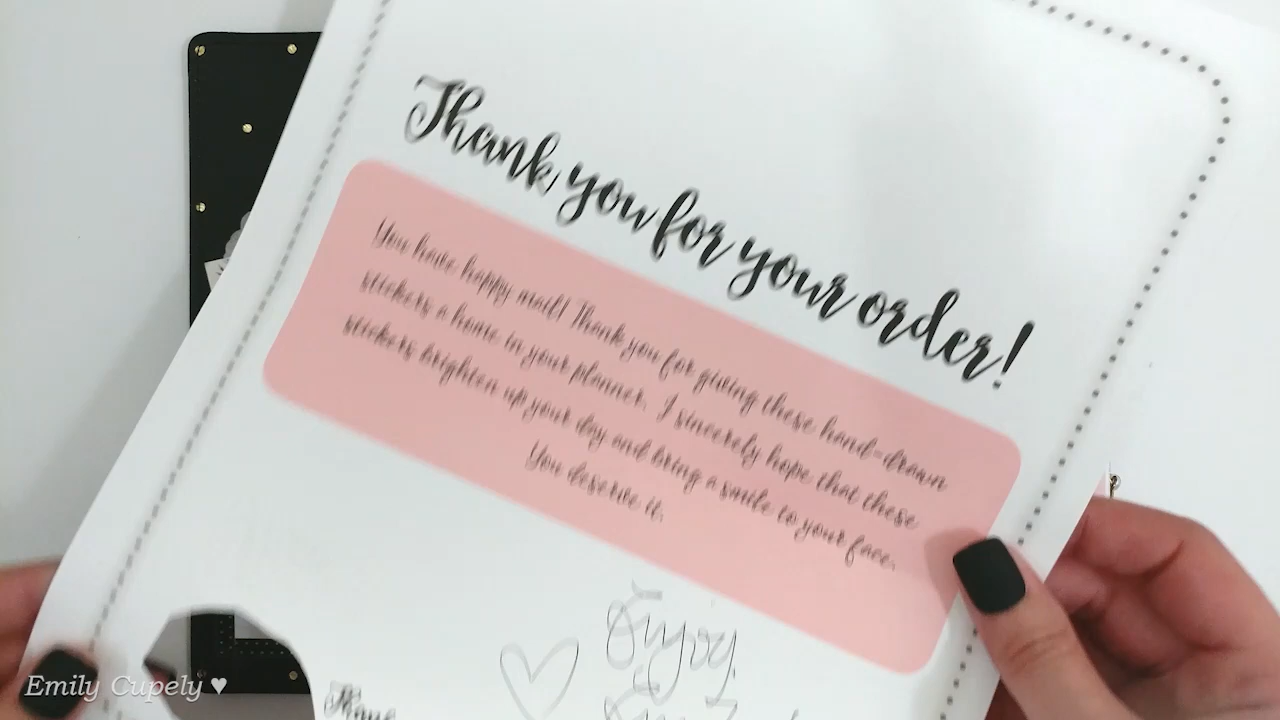 Thank you for your order!
You have happy mail! Thank you for giving these hand-drawn
stickers a home in your planner. I sincerely hope that these
stickers brighten up your day and bring a smile to your face.
You deserve it.
Enjoy
Thank
Emily Cupely ♥